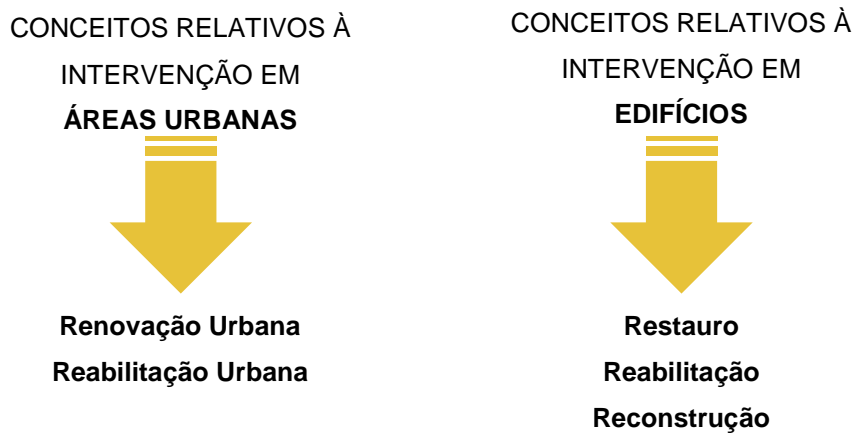 CONCEITOS RELATIVOS À
INTERVENÇÃO EM
ÁREAS URBANAS
Renovação Urbana
Reabilitação Urbana
CONCEITOS RELATIVOS À
INTERVENÇÃO EM
EDIFÍCIOS
Restauro
Reabilitação
Reconstrução